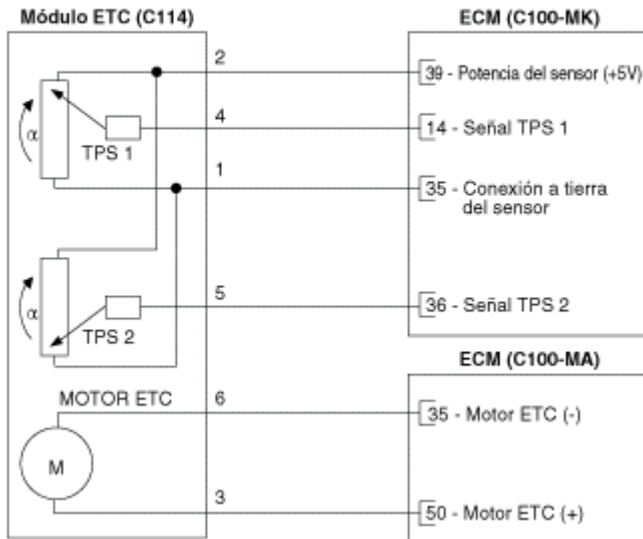 Módulo ETC (C114)
ECM (C100-MK)
2
39 - Potencia del sensor (+5V)
4
14 - Señal TPS 1
α
TPS 1
1
35 - Conexión a tierra
del sensor
5
36 - Señal TPS 2
α
TPS 2
ECM (C100-MA)
MOTOR ETC
6
35 - Motor ETC (-)
M
3
50 - Motor ETC (+)